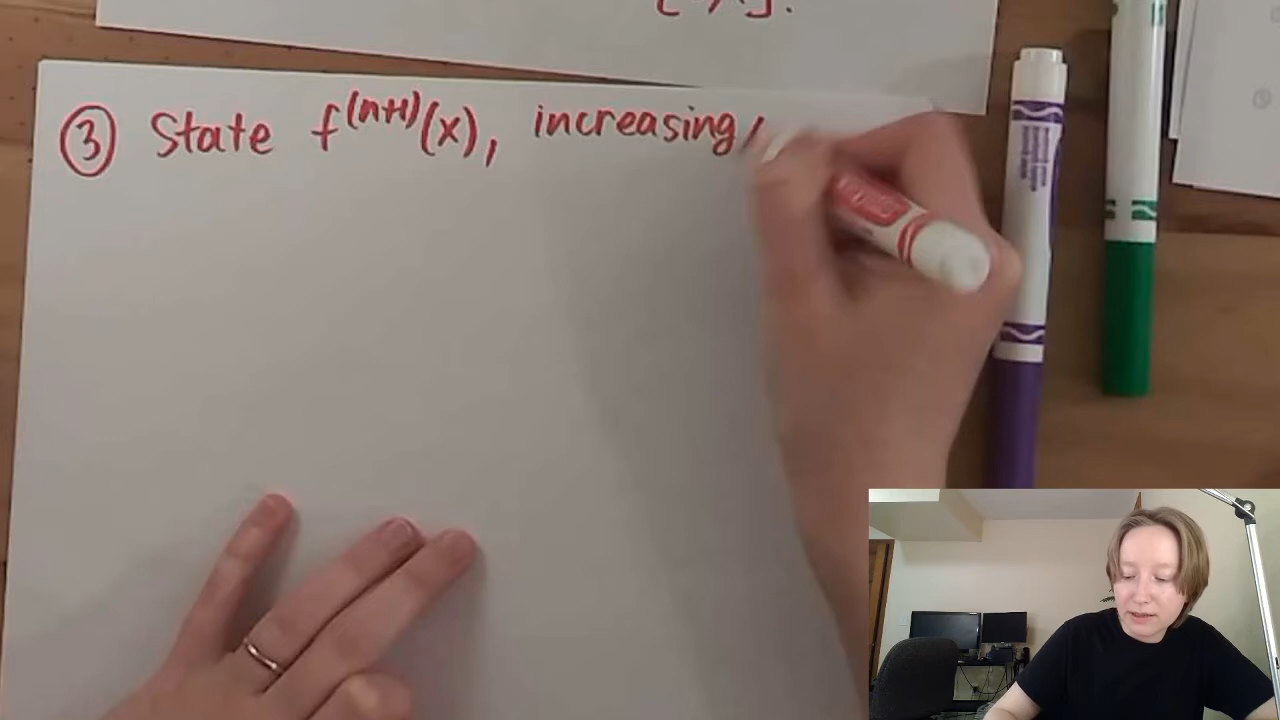 ③ State f^(n+1)(x), increasing/